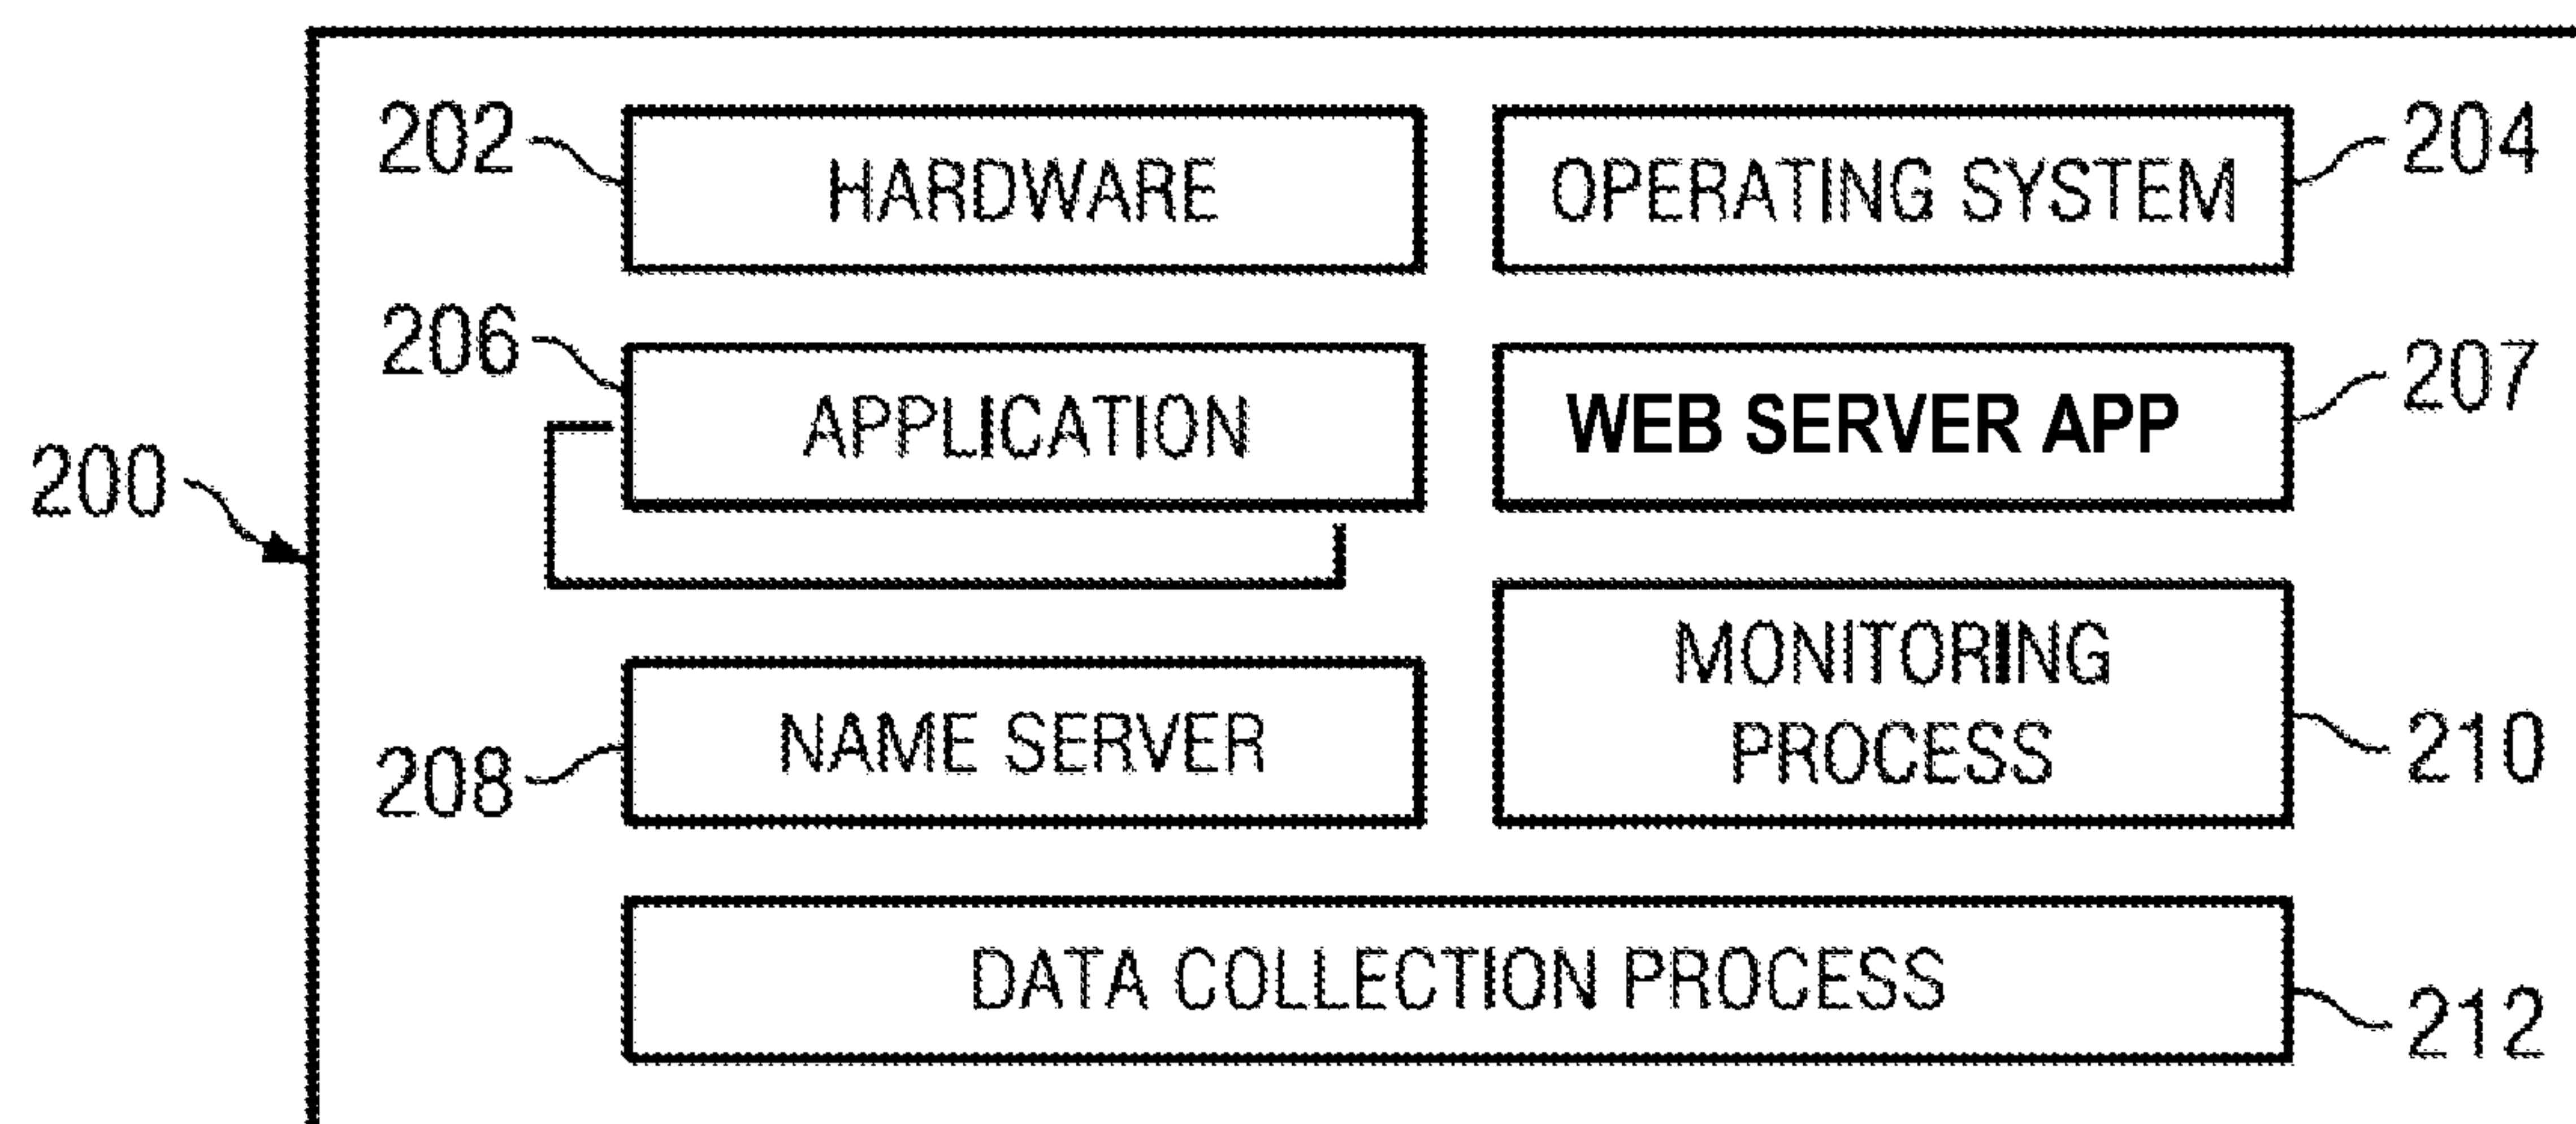 202 HARDWARE OPERATING SYSTEM 204
206 APPLICATION WEB SERVER APP 207
200
208 NAME SERVER MONITORING
PROCESS 210
DATA COLLECTION PROCESS 212